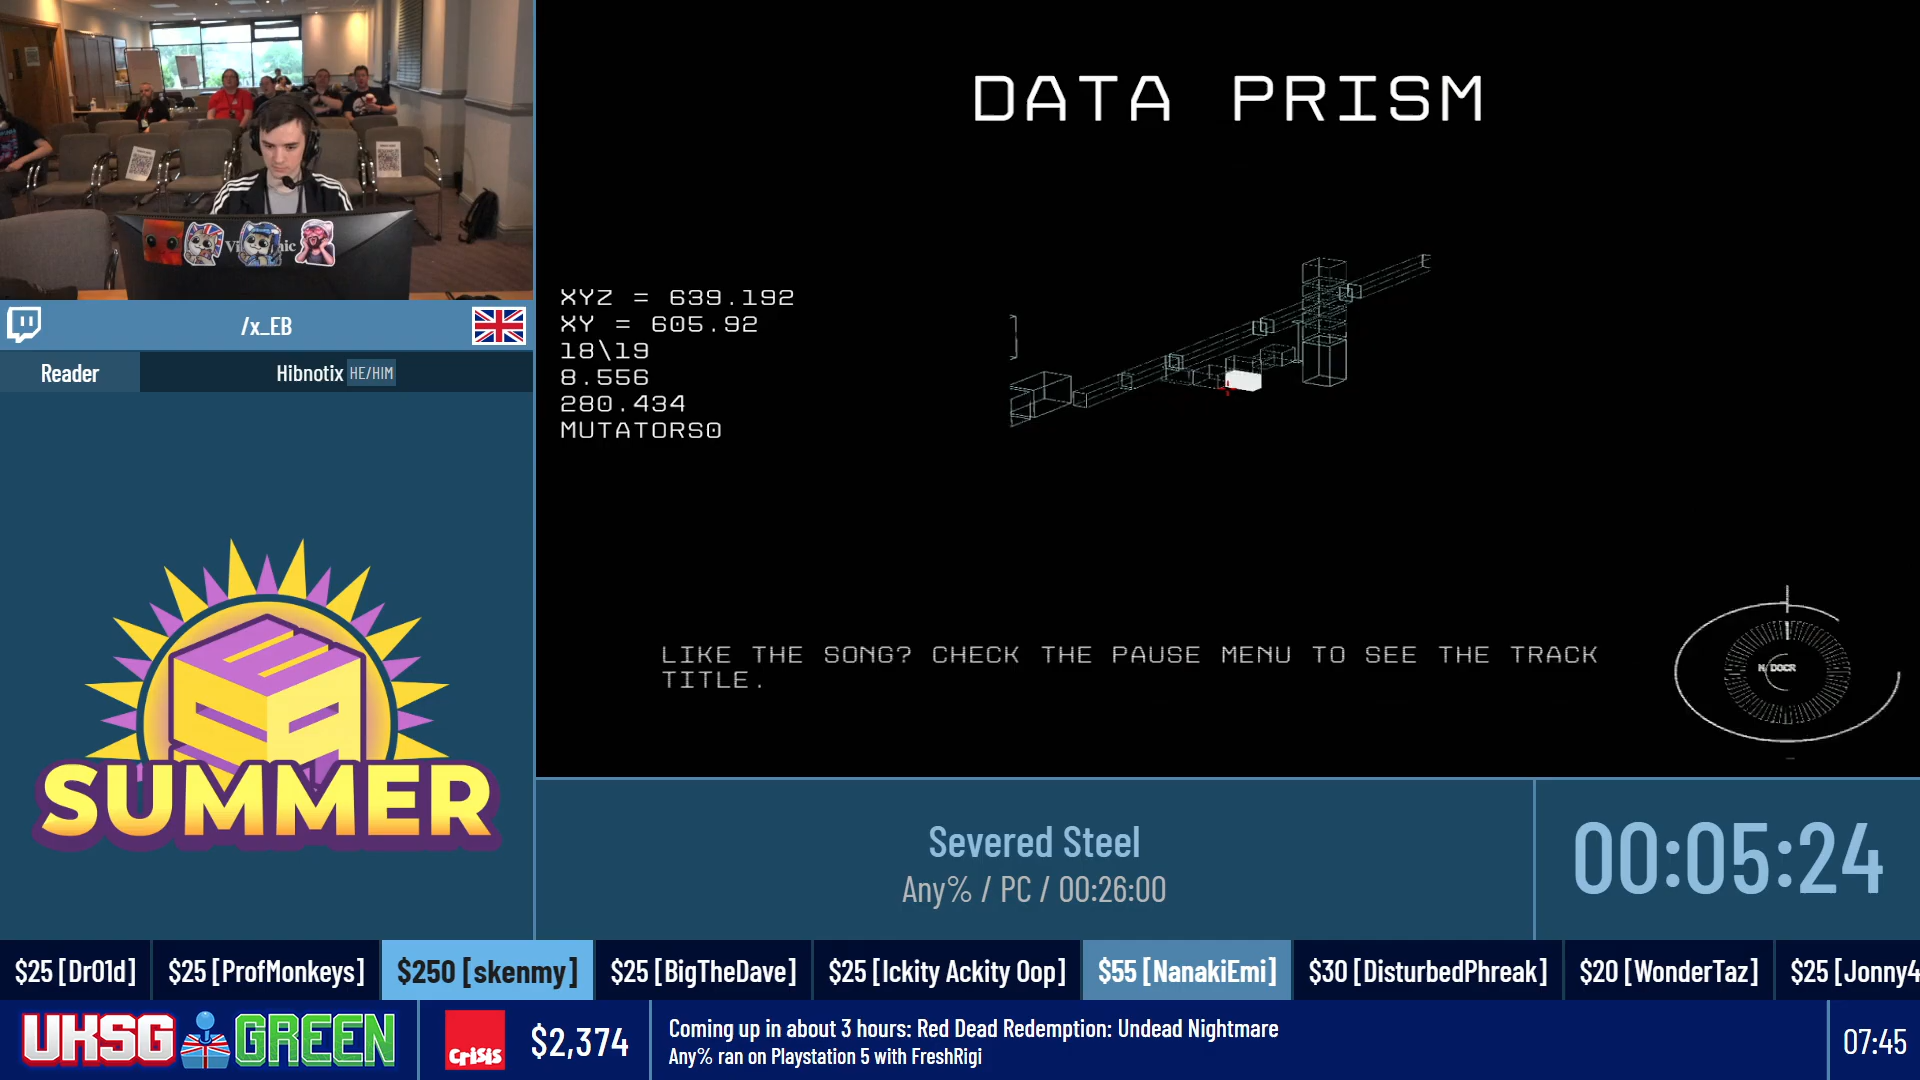 DATA PRISM
XYZ = 639.192
XY = 605.92
18\19
8.556
280.434
MUTATORS0
LIKE THE SONG? CHECK THE PAUSE MENU TO SEE THE TRACK
TITLE.
/x_EB
Reader
Hibnotix HE/HIM
SUMMER
Severed Steel
Any% / PC / 00:26:00
00:05:24
$25 [Dr01d]
$25 [ProfMonkeys]
$250 [skenmy]
$25 [BigTheDave]
$25 [Ickity Ackity Oop]
$55 [NanakiEmi]
$30 [DisturbedPhreak]
$20 [WonderTaz]
$25 [Jonny4
UKSG GREEN
crisis
$2,374
Coming up in about 3 hours: Red Dead Redemption: Undead Nightmare
Any% ran on Playstation 5 with FreshRigi
07:45